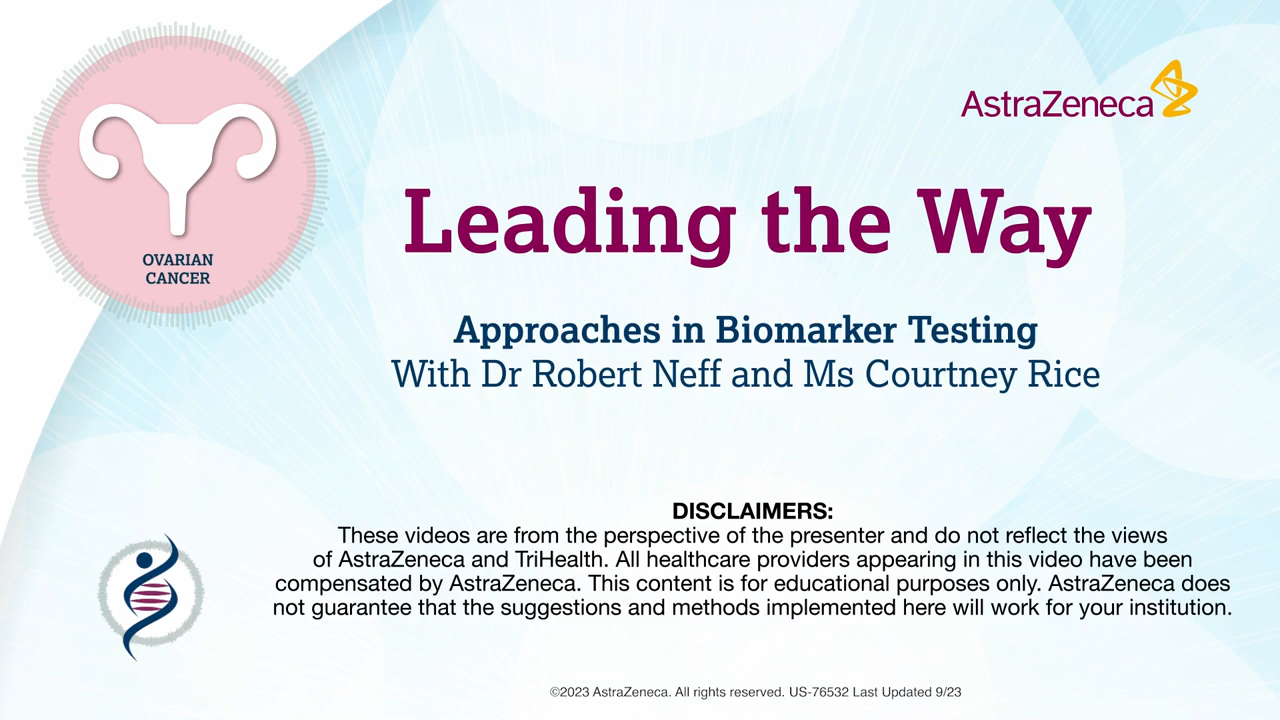 OVARIAN
CANCER
AstraZeneca
Leading the Way
Approaches in Biomarker Testing
With Dr Robert Neff and Ms Courtney Rice
DISCLAIMERS:
These videos are from the perspective of the presenter and do not reflect the views
of AstraZeneca and TriHealth. All healthcare providers appearing in this video have been
compensated by AstraZeneca. This content is for educational purposes only. AstraZeneca does
not guarantee that the suggestions and methods implemented here will work for your institution.
©2023 AstraZeneca. All rights reserved. US-76532 Last Updated 9/23